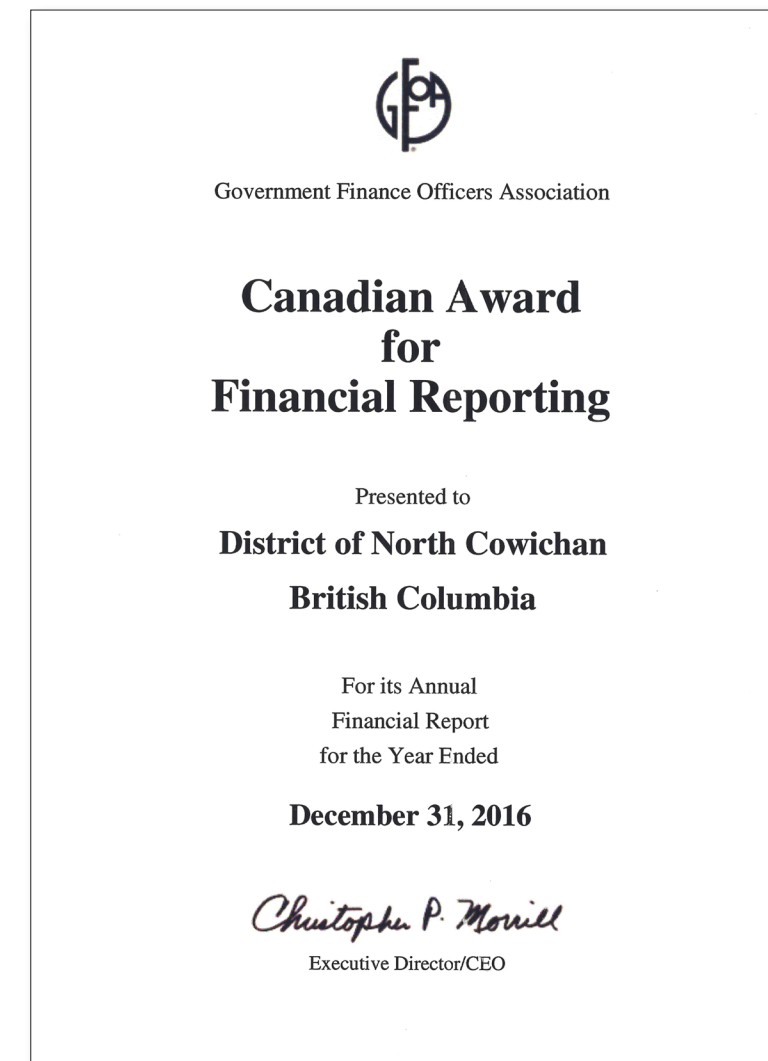 GFOA
Government Finance Officers Association
Canadian Award
for
Financial Reporting
Presented to
District of North Cowichan
British Columbia
For its Annual
Financial Report
for the Year Ended
December 31, 2016
Christopher P. Morrill
Executive Director/CEO